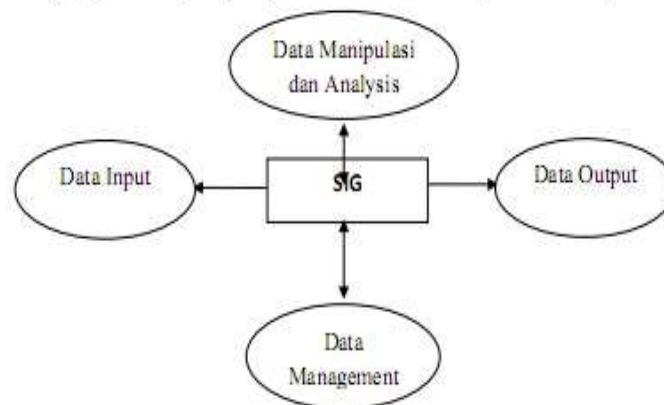 Data Manipulasi
dan Analysis
Data Input
SIG
Data Output
Data
Management